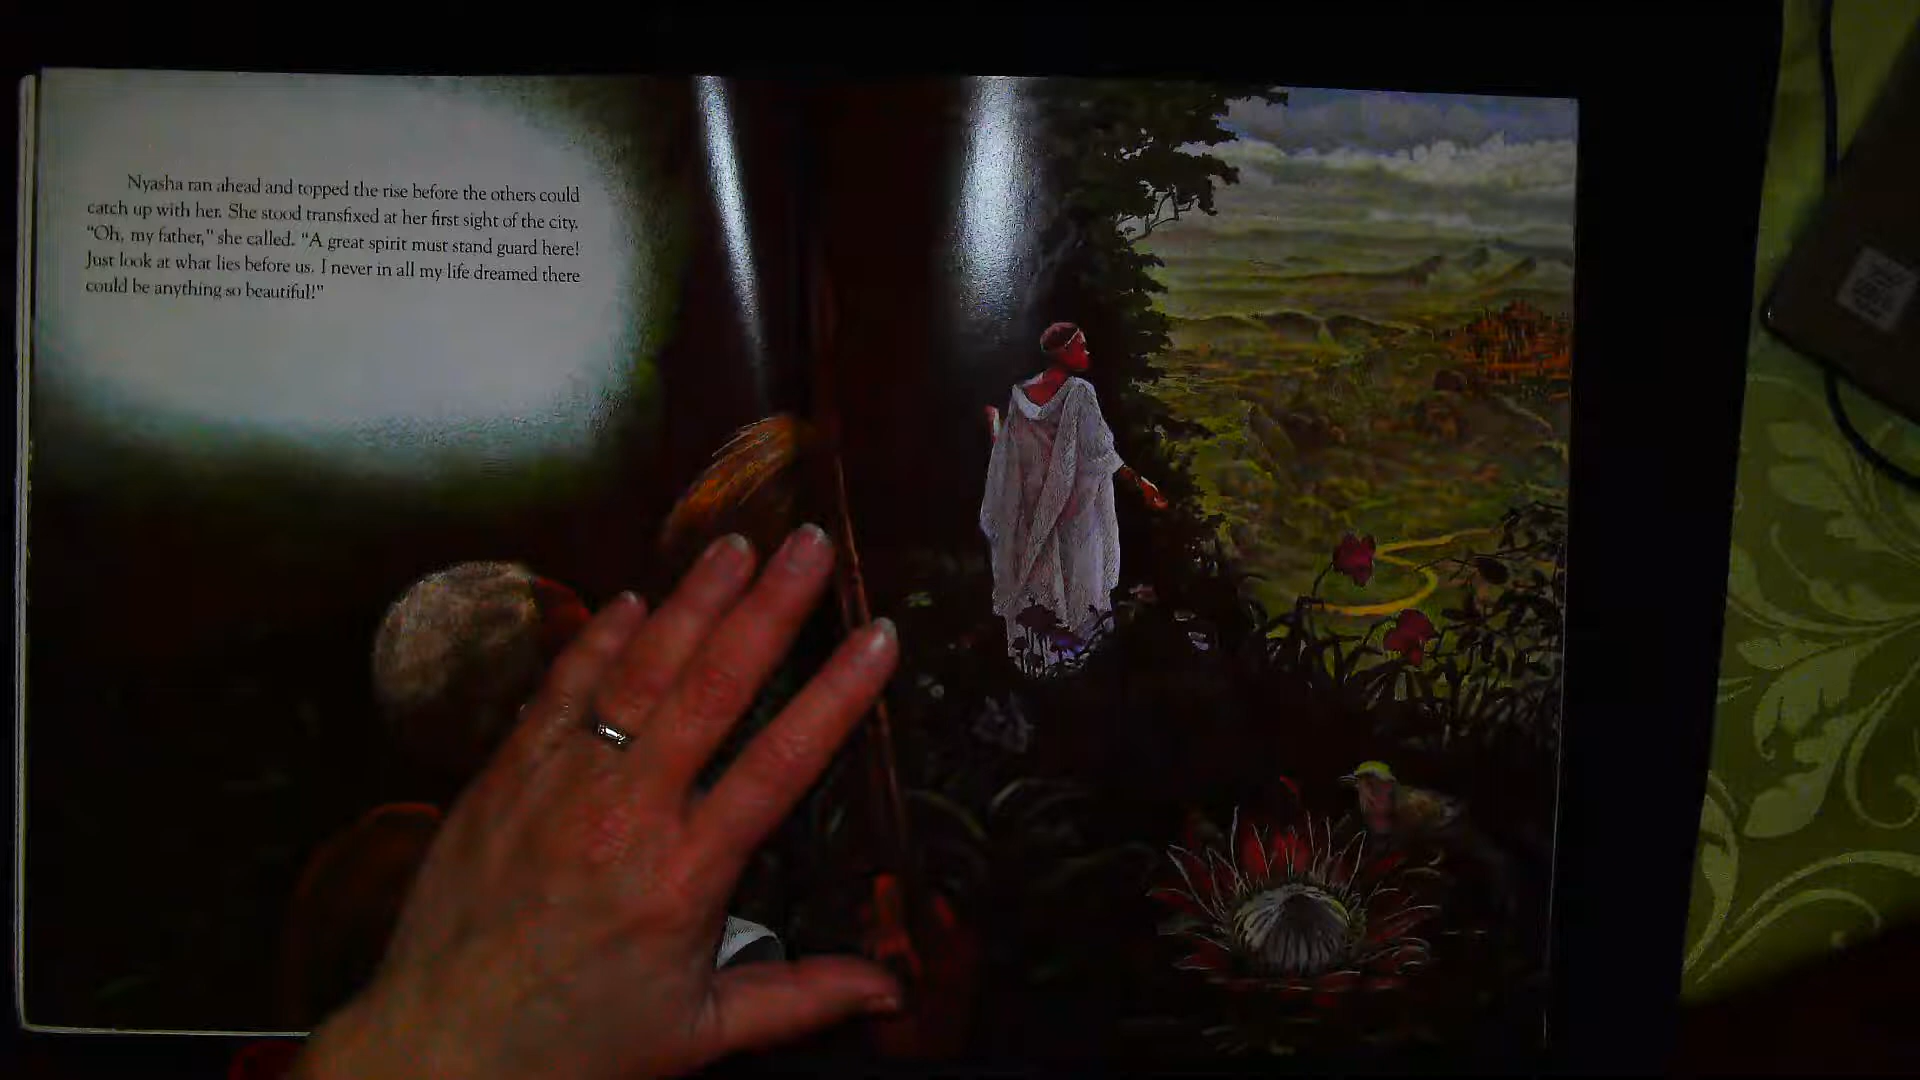 Nyasha ran ahead and topped the rise before the others could
catch up with her. She stood transfixed at her first sight of the city.
“Oh, my father,” she called. “A great spirit must stand guard here!
Just look at what lies before us. I never in all my life dreamed there
could be anything so beautiful!”